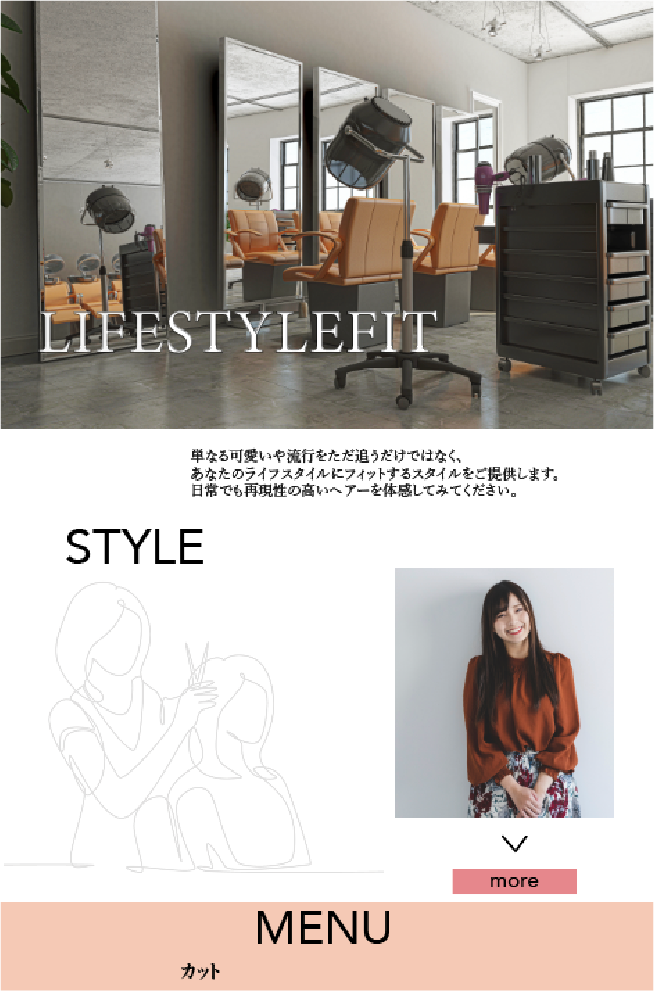 LIFESTYLEFIT
単なる可愛いや流行をただ追うだけではなく、
あなたのライフスタイルにフィットするスタイルをご提供します。
日常でも再現性の高いヘアーを体感してみてください。
STYLE
more
MENU
カット